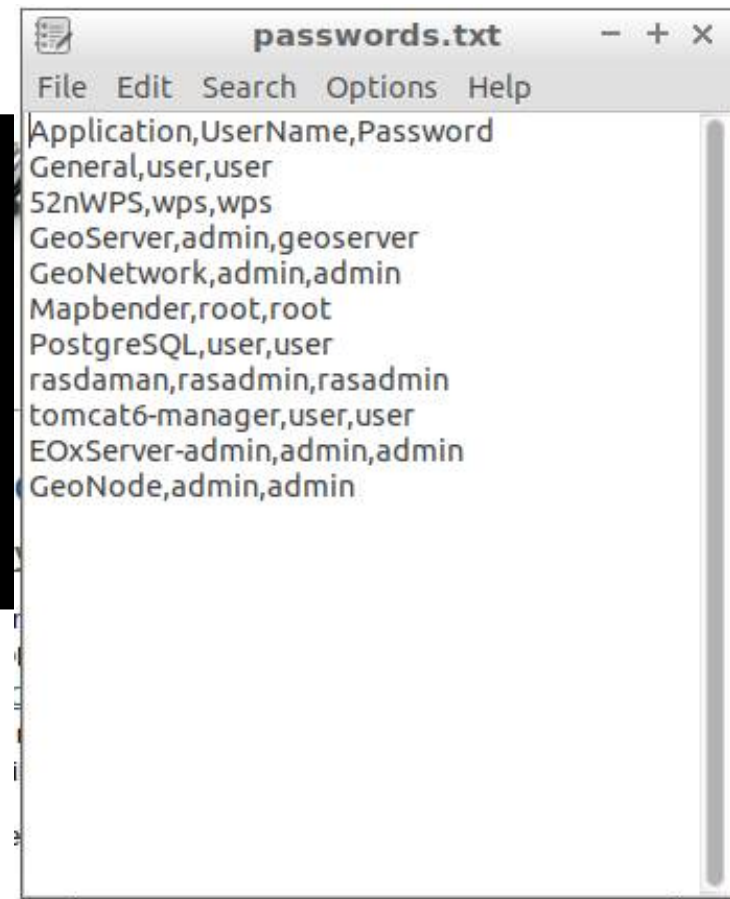 passwords.txt
File Edit Search Options Help
Application,UserName,Password
General,user,user
52nWPS,wps,wps
GeoServer,admin,geoserver
GeoNetwork,admin,admin
Mapbender,root,root
PostgreSQL,user,user
rasdaman,rasadmin,rasadmin
tomcat6-manager,user,user
EOxServer-admin,admin,admin
GeoNode,admin,admin